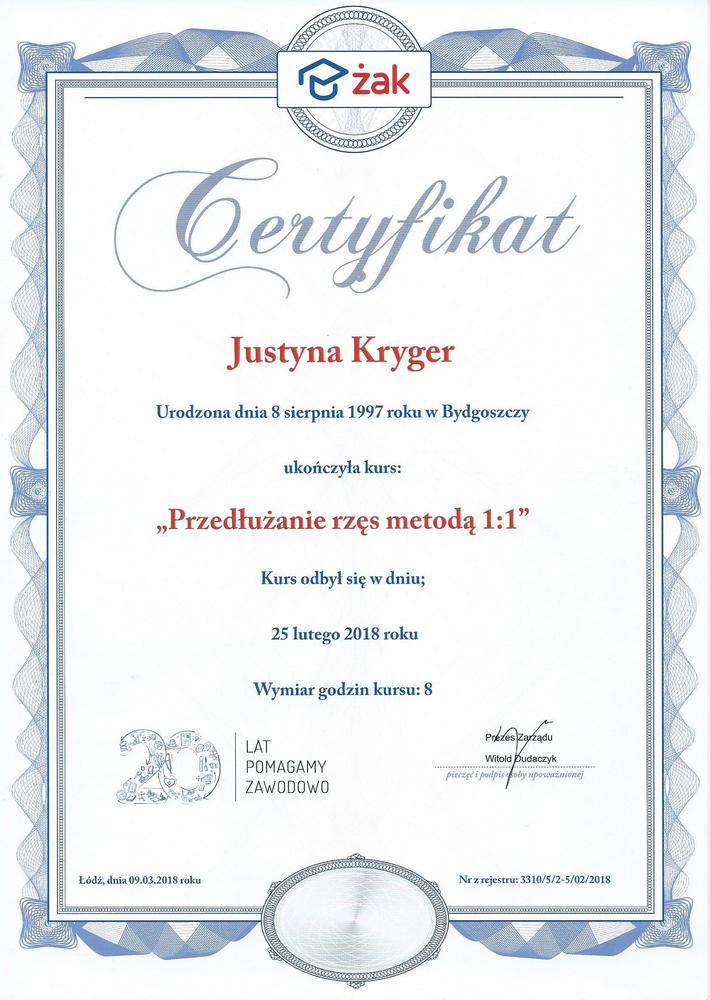 żak
Certyfikat
Justyna Kryger
Urodzona dnia 8 sierpnia 1997 roku w Bydgoszczy
ukończyła kurs:
„Przedłużanie rzęs metodą 1:1”
Kurs odbył się w dniu;
25 lutego 2018 roku
Wymiar godzin kursu: 8
20
LAT
POMAGAMY
ZAWODOWO
Prezes Zarządu
Witold Dudaczyk
pieczęć i podpis osoby upoważnionej
Łódź, dnia 09.03.2018 roku
Nr z rejestru: 3310/5/2-5/02/2018